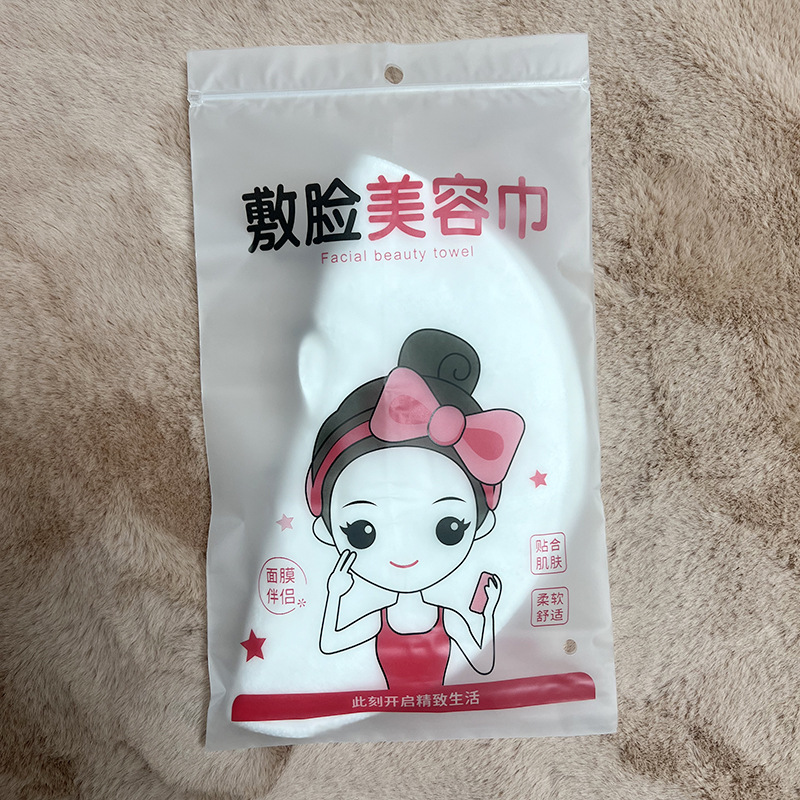 敷脸美容巾
Facial beauty towel
贴合
肌肤
面膜
伴侣
柔软
舒适
此刻开启精致生活